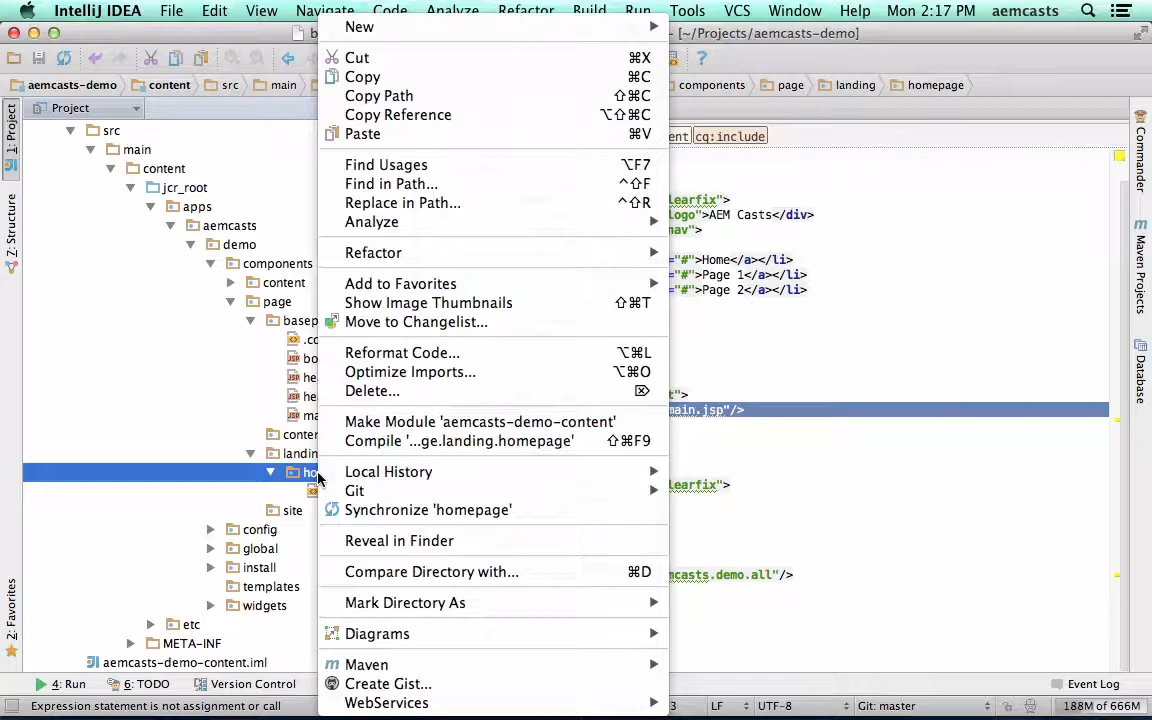 IntelliJ IDEA File Edit View Navigate Code Analyze Refactor Build Run Tools VCS Window Help Mon 2:17 PM aemcasts
- [~/Projects/aemcasts-demo]
aemcasts-demo content src main components page landing homepage
Project
1: Project
Z: Structure
2: Favorites
src
main
content
jcr_root
apps
aemcasts
demo
components
content
page
landing
site
config
global
install
templates
widgets
etc
META-INF
aemcasts-demo-content.iml
New
Cut ⌘X
Copy ⌘C
Copy Path ⇧⌘C
Copy Reference ⌥⇧⌘C
Paste ⌘V
Find Usages ⌥F7
Find in Path... ^⇧F
Replace in Path... ^⇧R
Analyze
Refactor
Add to Favorites
Show Image Thumbnails ⇧⌘T
Move to Changelist...
Reformat Code... ⌥⌘L
Optimize Imports... ⌥⌘O
Delete... ⌦
Make Module 'aemcasts-demo-content'
Compile '...ge.landing.homepage' ⇧⌘F9
Local History
Git
Synchronize 'homepage'
Reveal in Finder
Compare Directory with... ⌘D
Mark Directory As
Diagrams
Maven
Create Gist...
WebServices
cq:include
learfix">
logo">AEM Casts</div>
nav">
="#">Home</a></li>
="#">Page 1</a></li>
="#">Page 2</a></li>
t">
main.jsp"/>
learfix">
mcasts.demo.all"/>
Commander
Maven Projects
Database
4: Run 6: TODO Version Control Event Log
Expression statement is not assignment or call LF UTF-8 Git: master 188M of 666M